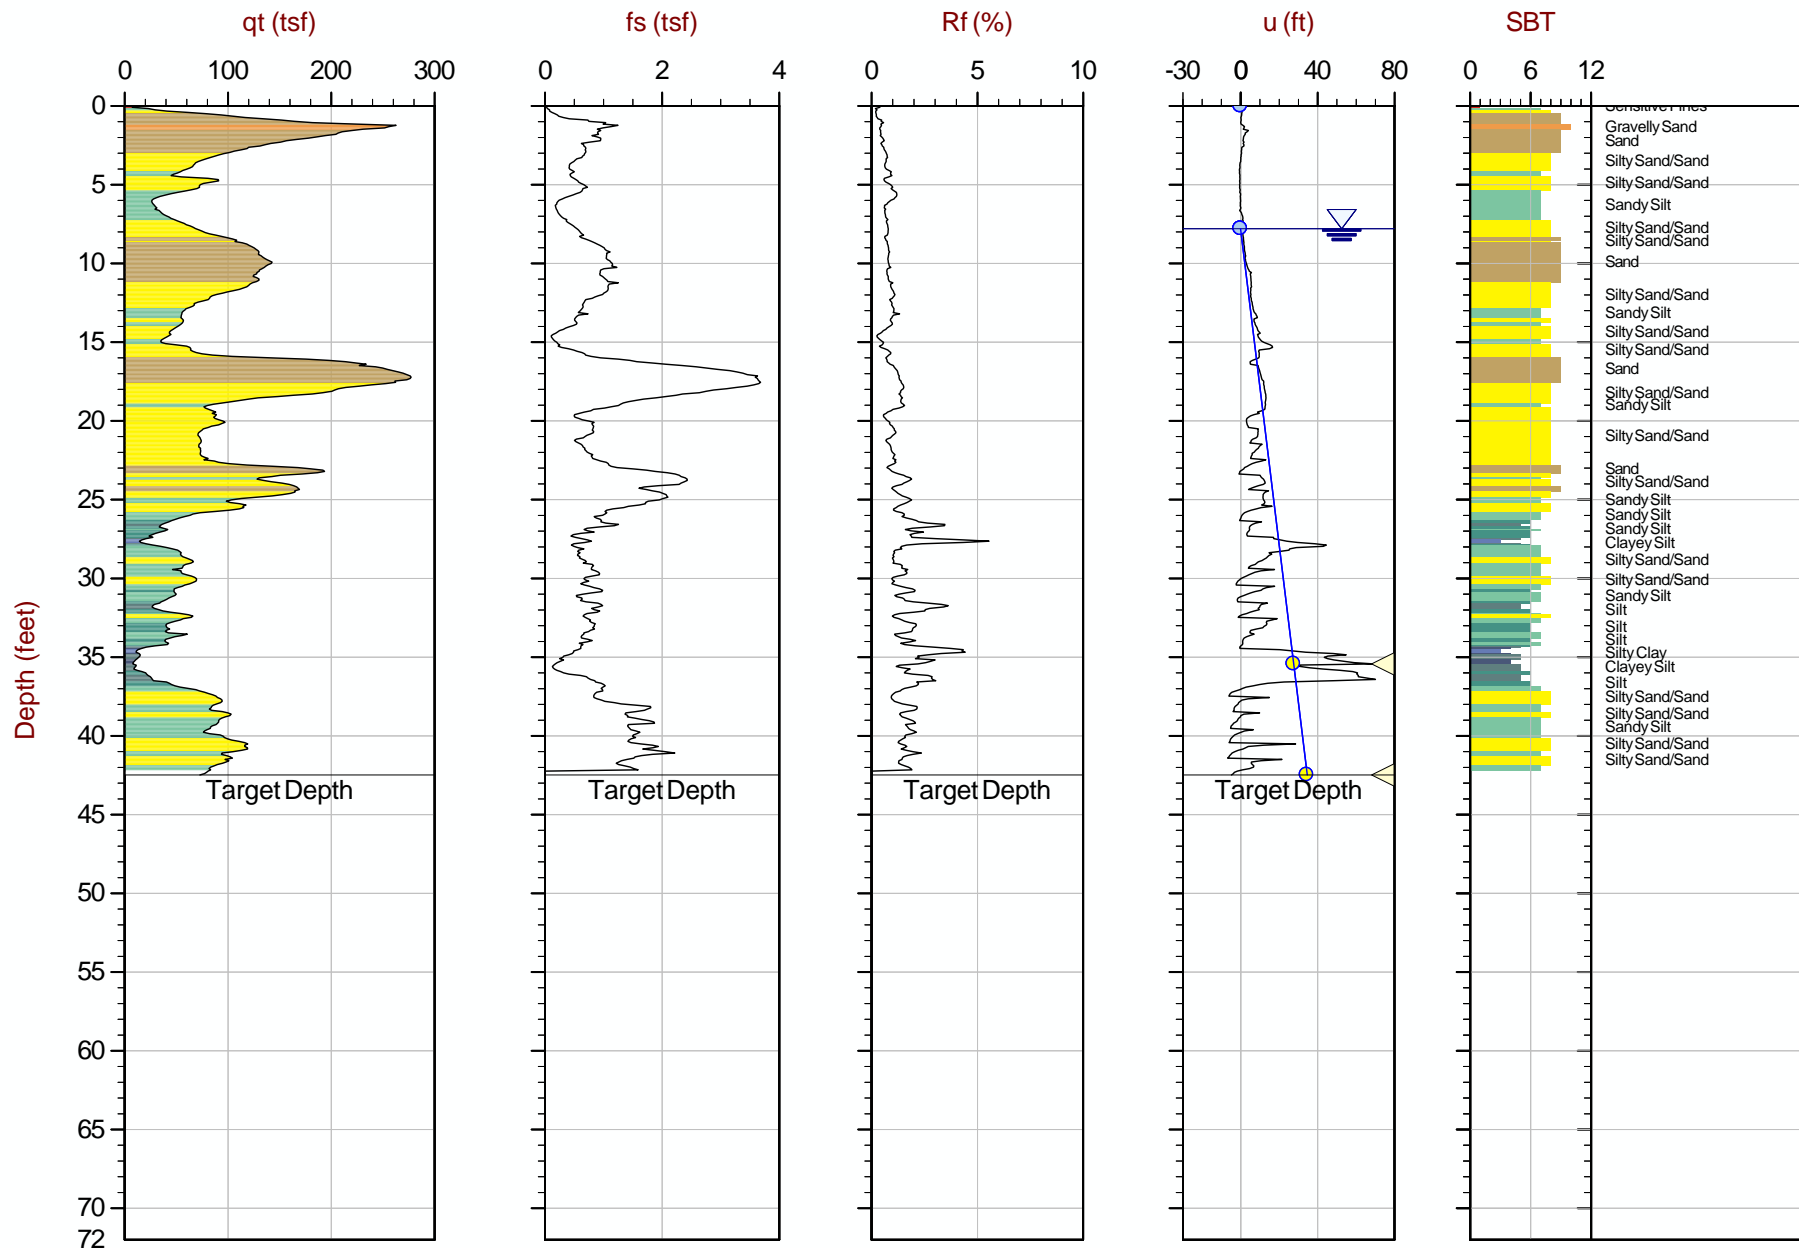 qt (tsf)
fs (tsf)
Rf (%)
u (ft)
SBT
0 100 200 300
0 2 4
0 5 10
-30 0 40 80
0 6 12
0
5
10
15
20
25
30
35
40
45
50
55
60
65
70
72
Depth (feet)
Sensitive Fines
Gravelly Sand
Sand
Silty Sand/Sand
Silty Sand/Sand
Sandy Silt
Silty Sand/Sand
Silty Sand/Sand
Sand
Silty Sand/Sand
Sandy Silt
Silty Sand/Sand
Silty Sand/Sand
Sand
Silty Sand/Sand
Sandy Silt
Silty Sand/Sand
Sand
Silty Sand/Sand
Sandy Silt
Sandy Silt
Sandy Silt
Clayey Silt
Silty Sand/Sand
Silty Sand/Sand
Sandy Silt
Silt
Silt
Silt
Silty Clay
Clayey Silt
Silt
Silty Sand/Sand
Silty Sand/Sand
Sandy Silt
Silty Sand/Sand
Silty Sand/Sand
Target Depth
Target Depth
Target Depth
Target Depth